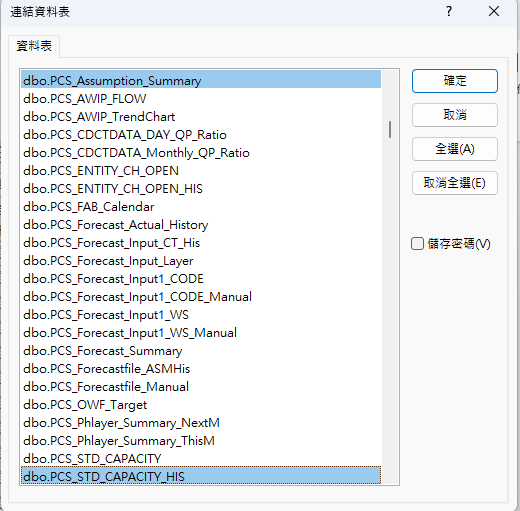 連結資料表
?
資料表
dbo.PCS_Assumption_Summary
dbo.PCS_AWIP_FLOW
dbo.PCS_AWIP_TrendChart
dbo.PCS_CDCTDATA_DAY_QP_Ratio
dbo.PCS_CDCTDATA_Monthly_QP_Ratio
dbo.PCS_ENTITY_CH_OPEN
dbo.PCS_ENTITY_CH_OPEN_HIS
dbo.PCS_FAB_Calendar
dbo.PCS_Forecast_Actual_History
dbo.PCS_Forecast_Input_CT_His
dbo.PCS_Forecast_Input_Layer
dbo.PCS_Forecast_Input1_CODE
dbo.PCS_Forecast_Input1_CODE_Manual
dbo.PCS_Forecast_Input1_WS
dbo.PCS_Forecast_Input1_WS_Manual
dbo.PCS_Forecast_Summary
dbo.PCS_Forecastfile_ASMHis
dbo.PCS_Forecastfile_Manual
dbo.PCS_OWF_Target
dbo.PCS_Phlayer_Summary_NextM
dbo.PCS_Phlayer_Summary_ThisM
dbo.PCS_STD_CAPACITY
dbo.PCS_STD_CAPACITY_HIS
確定
取消
全選(A)
取消全選(E)
儲存密碼(V)